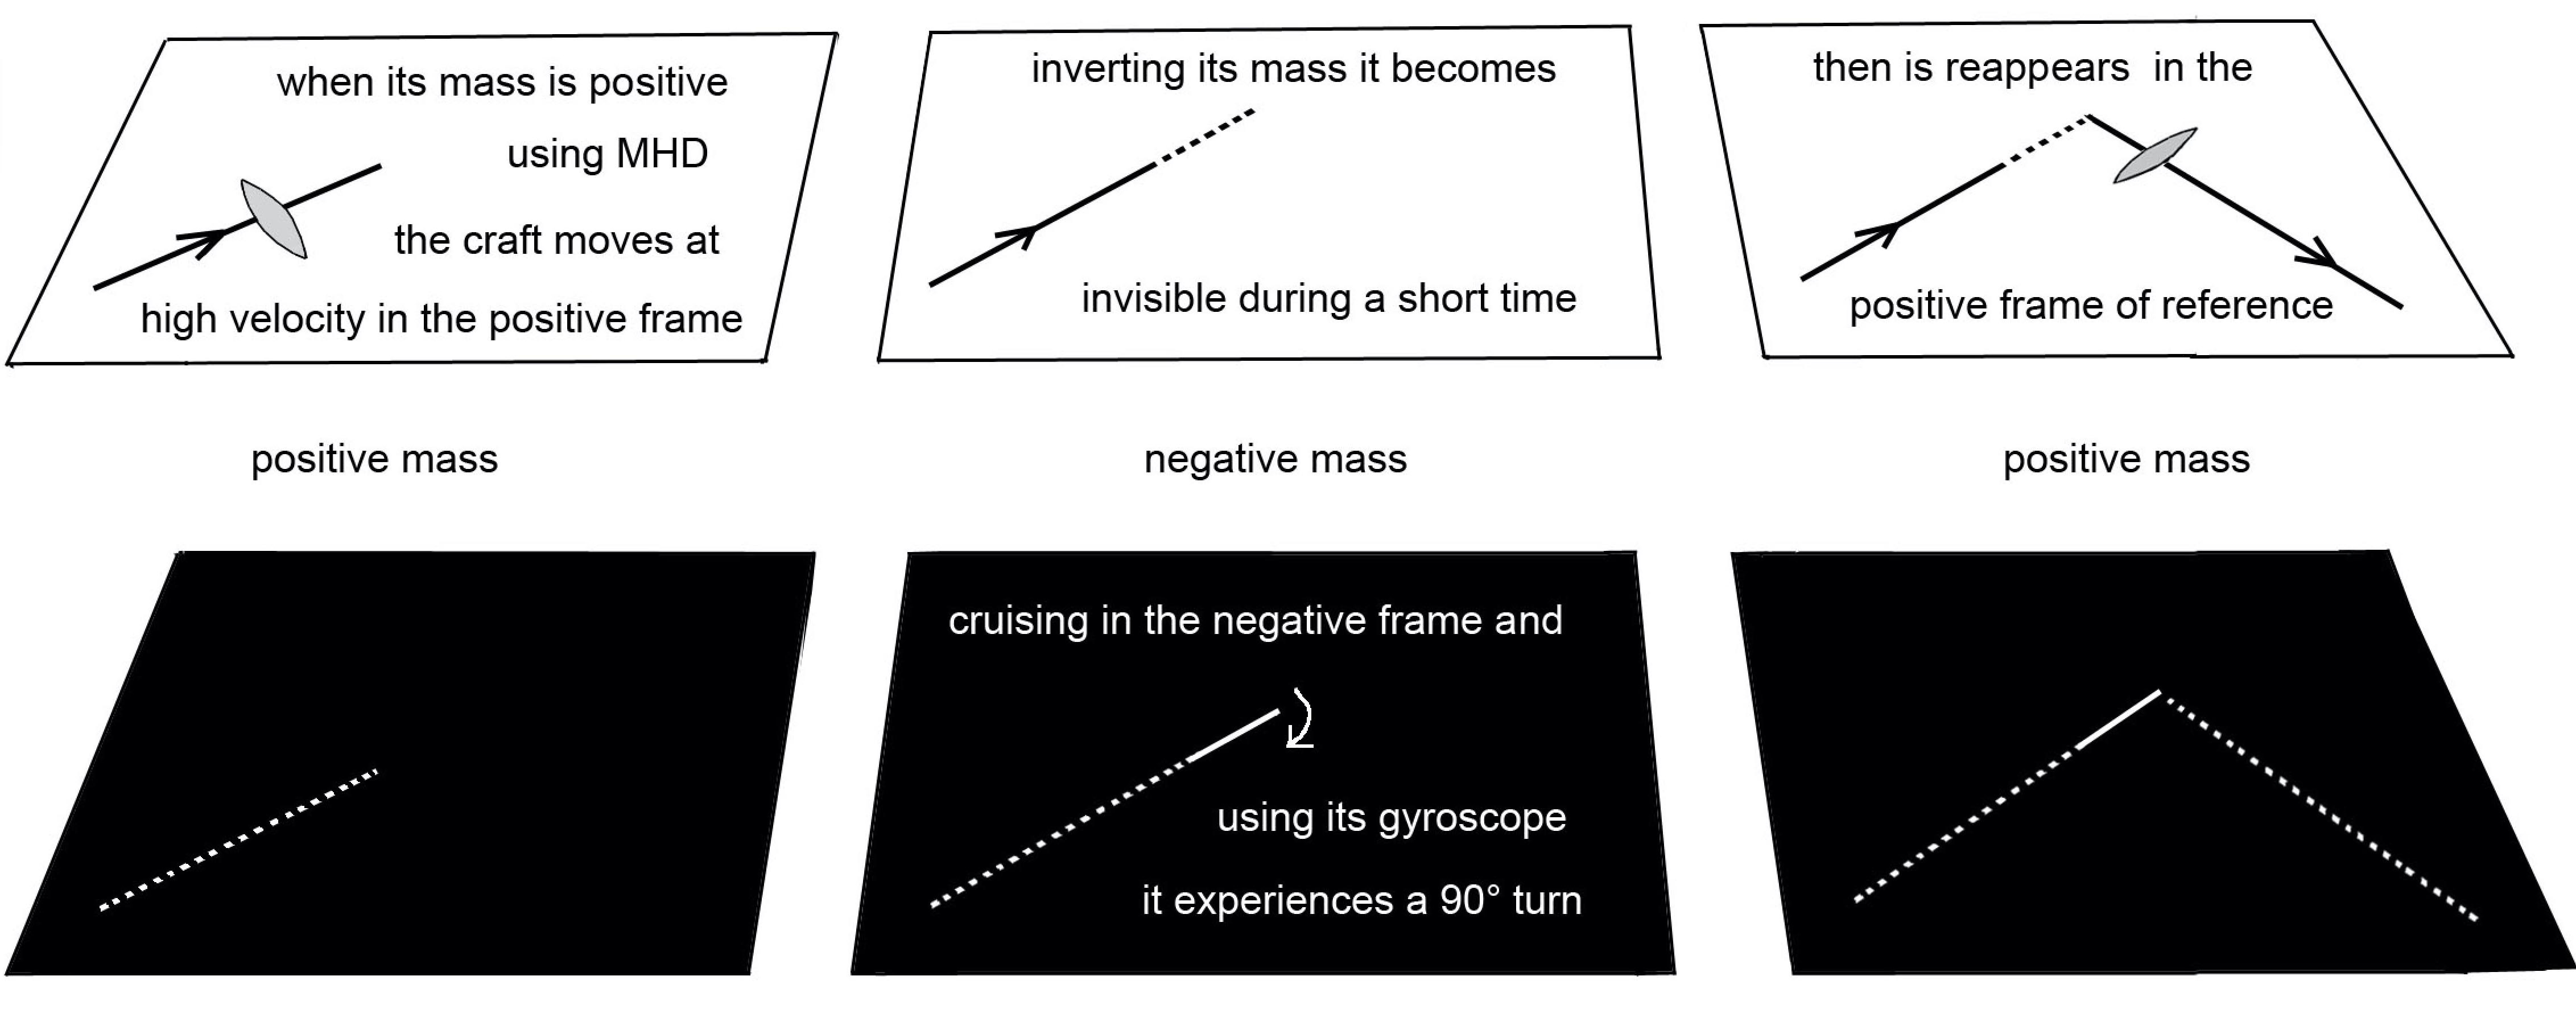 when its mass is positive
using MHD
the craft moves at
high velocity in the positive frame
inverting its mass it becomes
invisible during a short time
then is reappears in the
positive frame of reference
positive mass
negative mass
positive mass
cruising in the negative frame and
using its gyroscope
it experiences a 90° turn